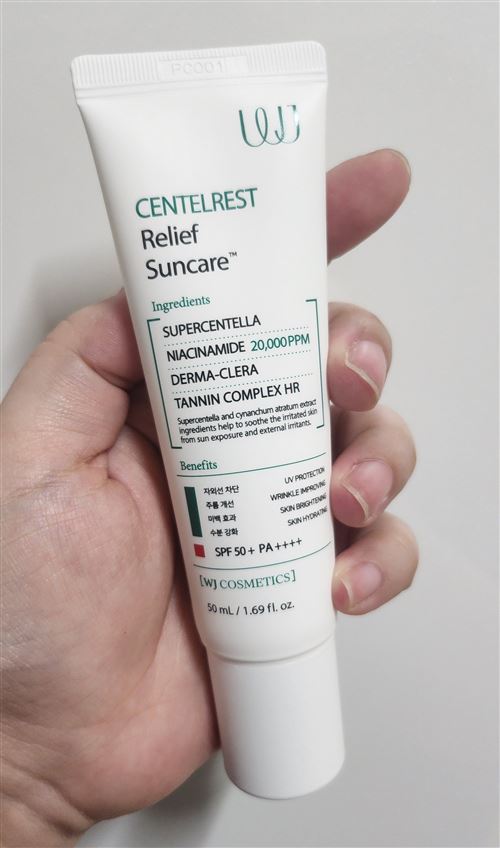 PC001
WJ
CENTELREST
Relief
Suncare™
Ingredients
SUPERCENTELLA
NIACINAMIDE 20,000PPM
DERMA-CLERA
TANNIN COMPLEX HR
Supercentella and cynanchum atratum extract
ingredients help to soothe the irritated skin
from sun exposure and external irritants.
Benefits
자외선 차단 UV PROTECTION
주름 개선 WRINKLE IMPROVING
미백 효과 SKIN BRIGHTENING
수분 강화 SKIN HYDRATING
SPF 50+ PA++++
[WJ COSMETICS]
50 mL / 1.69 fl. oz.